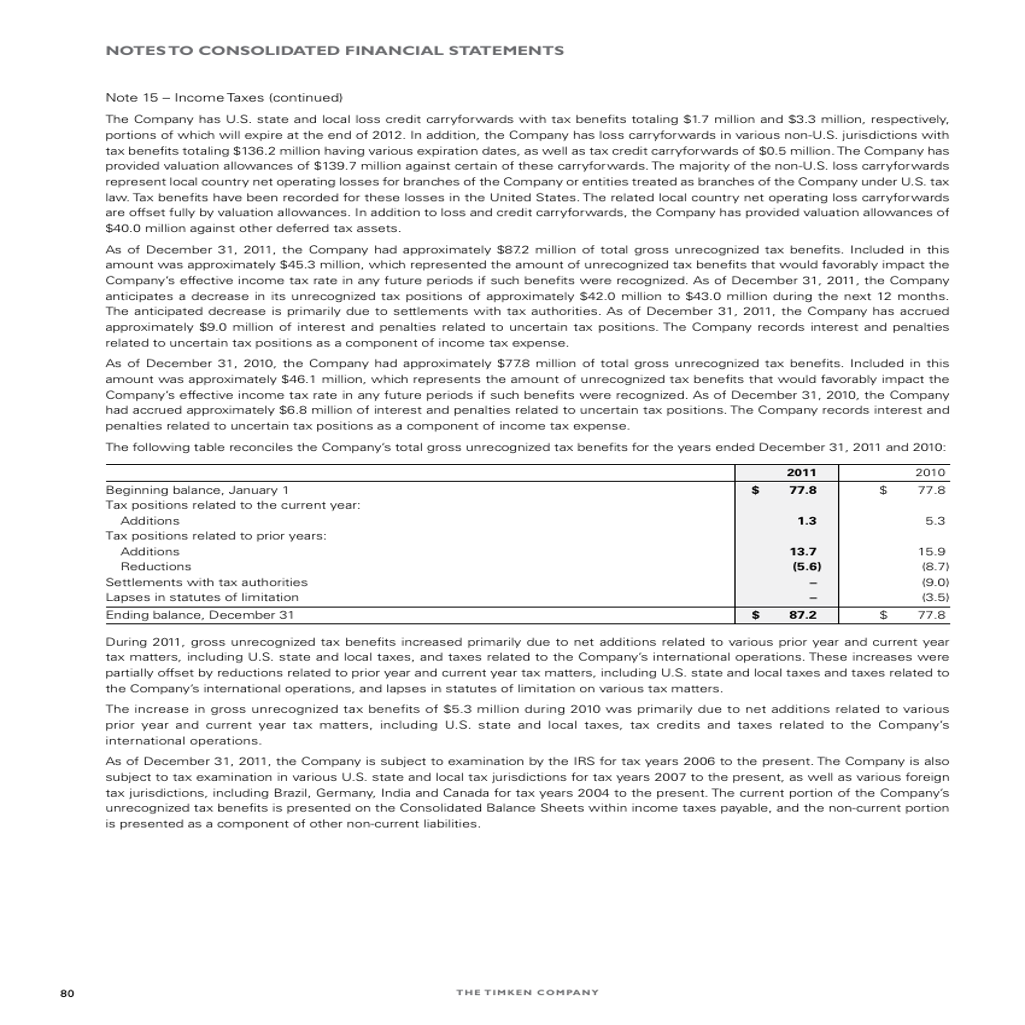 NOTES TO CONSOLIDATED FINANCIAL STATEMENTS
Note 15 – Income Taxes (continued)
The Company has U.S. state and local loss credit carryforwards with tax benefits totaling $1.7 million and $3.3 million, respectively,
portions of which will expire at the end of 2012. In addition, the Company has loss carryforwards in various non-U.S. jurisdictions with
tax benefits totaling $136.2 million having various expiration dates, as well as tax credit carryforwards of $0.5 million. The Company has
provided valuation allowances of $139.7 million against certain of these carryforwards. The majority of the non-U.S. loss carryforwards
represent local country net operating losses for branches of the Company or entities treated as branches of the Company under U.S. tax
law. Tax benefits have been recorded for these losses in the United States. The related local country net operating loss carryforwards
are offset fully by valuation allowances. In addition to loss and credit carryforwards, the Company has provided valuation allowances of
$40.0 million against other deferred tax assets.
As of December 31, 2011, the Company had approximately $87.2 million of total gross unrecognized tax benefits. Included in this
amount was approximately $45.3 million, which represented the amount of unrecognized tax benefits that would favorably impact the
Company's effective income tax rate in any future periods if such benefits were recognized. As of December 31, 2011, the Company
anticipates a decrease in its unrecognized tax positions of approximately $42.0 million to $43.0 million during the next 12 months.
The anticipated decrease is primarily due to settlements with tax authorities. As of December 31, 2011, the Company has accrued
approximately $9.0 million of interest and penalties related to uncertain tax positions. The Company records interest and penalties
related to uncertain tax positions as a component of income tax expense.
As of December 31, 2010, the Company had approximately $77.8 million of total gross unrecognized tax benefits. Included in this
amount was approximately $46.1 million, which represents the amount of unrecognized tax benefits that would favorably impact the
Company's effective income tax rate in any future periods if such benefits were recognized. As of December 31, 2010, the Company
had accrued approximately $6.8 million of interest and penalties related to uncertain tax positions. The Company records interest and
penalties related to uncertain tax positions as a component of income tax expense.
The following table reconciles the Company's total gross unrecognized tax benefits for the years ended December 31, 2011 and 2010:
2011 2010
Beginning balance, January 1 $ 77.8 $ 77.8
Tax positions related to the current year:
Additions 1.3 5.3
Tax positions related to prior years:
Additions 13.7 15.9
Reductions (5.6) (8.7)
Settlements with tax authorities – (9.0)
Lapses in statutes of limitation – (3.5)
Ending balance, December 31 $ 87.2 $ 77.8
During 2011, gross unrecognized tax benefits increased primarily due to net additions related to various prior year and current year
tax matters, including U.S. state and local taxes, and taxes related to the Company's international operations. These increases were
partially offset by reductions related to prior year and current year tax matters, including U.S. state and local taxes and taxes related to
the Company's international operations, and lapses in statutes of limitation on various tax matters.
The increase in gross unrecognized tax benefits of $5.3 million during 2010 was primarily due to net additions related to various
prior year and current year tax matters, including U.S. state and local taxes, tax credits and taxes related to the Company's
international operations.
As of December 31, 2011, the Company is subject to examination by the IRS for tax years 2006 to the present. The Company is also
subject to tax examination in various U.S. state and local tax jurisdictions for tax years 2007 to the present, as well as various foreign
tax jurisdictions, including Brazil, Germany, India and Canada for tax years 2004 to the present. The current portion of the Company's
unrecognized tax benefits is presented on the Consolidated Balance Sheets within income taxes payable, and the non-current portion
is presented as a component of other non-current liabilities.
80 THE TIMKEN COMPANY